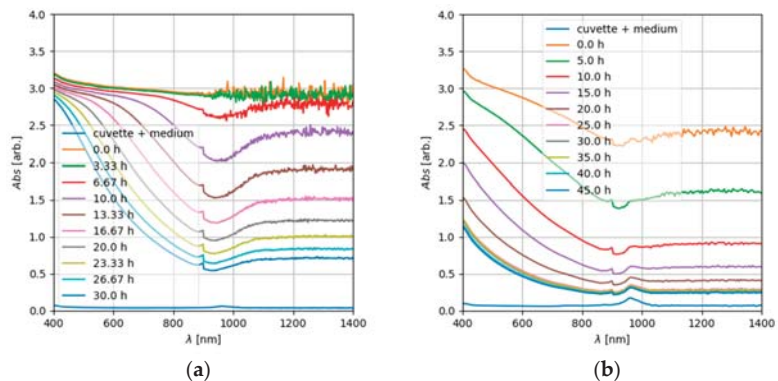 4.0
3.5
3.0
2.5
2.0
1.5
1.0
0.5
0.0
Abs [arb.]
400 600 800 1000 1200 1400
λ [nm]
cuvette + medium
0.0 h
3.33 h
6.67 h
10.0 h
13.33 h
16.67 h
20.0 h
23.33 h
26.67 h
30.0 h
(a)
4.0
3.5
3.0
2.5
2.0
1.5
1.0
0.5
0.0
Abs [arb.]
400 600 800 1000 1200 1400
λ [nm]
cuvette + medium
0.0 h
5.0 h
10.0 h
15.0 h
20.0 h
25.0 h
30.0 h
35.0 h
40.0 h
45.0 h
(b)